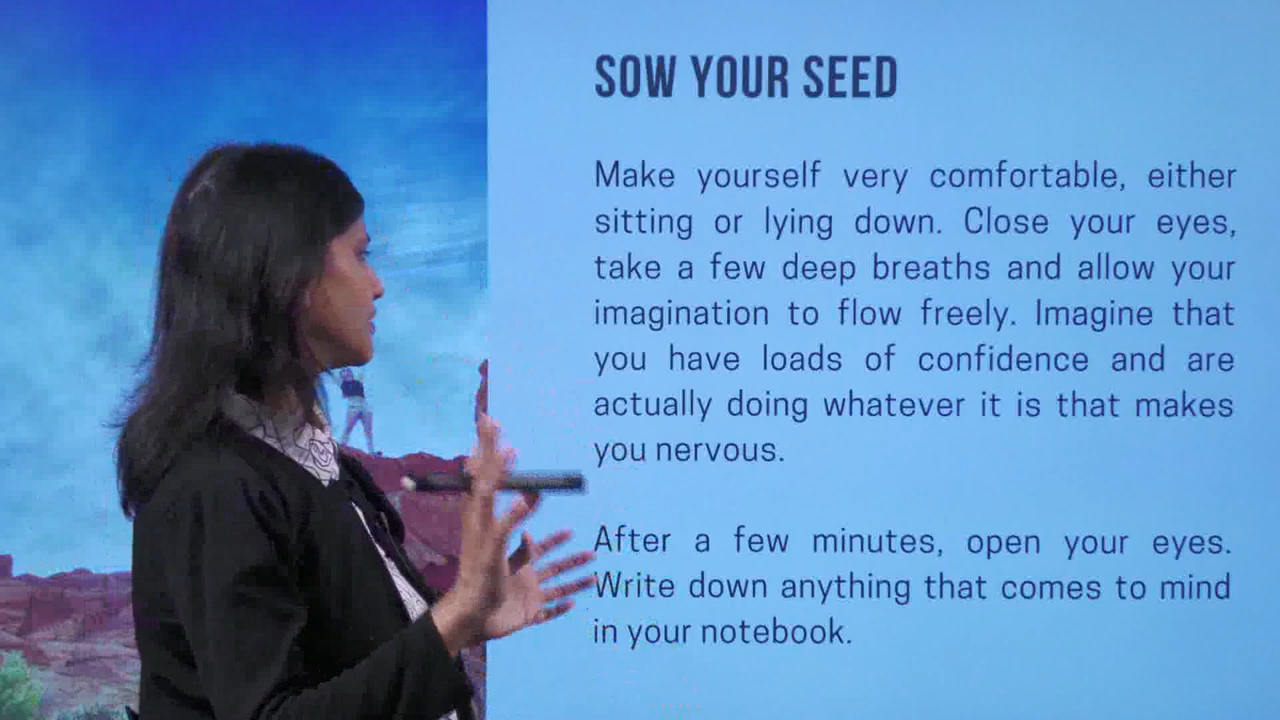 SOW YOUR SEED
Make yourself very comfortable, either
sitting or lying down. Close your eyes,
take a few deep breaths and allow your
imagination to flow freely. Imagine that
you have loads of confidence and are
actually doing whatever it is that makes
you nervous.
After a few minutes, open your eyes.
Write down anything that comes to mind
in your notebook.